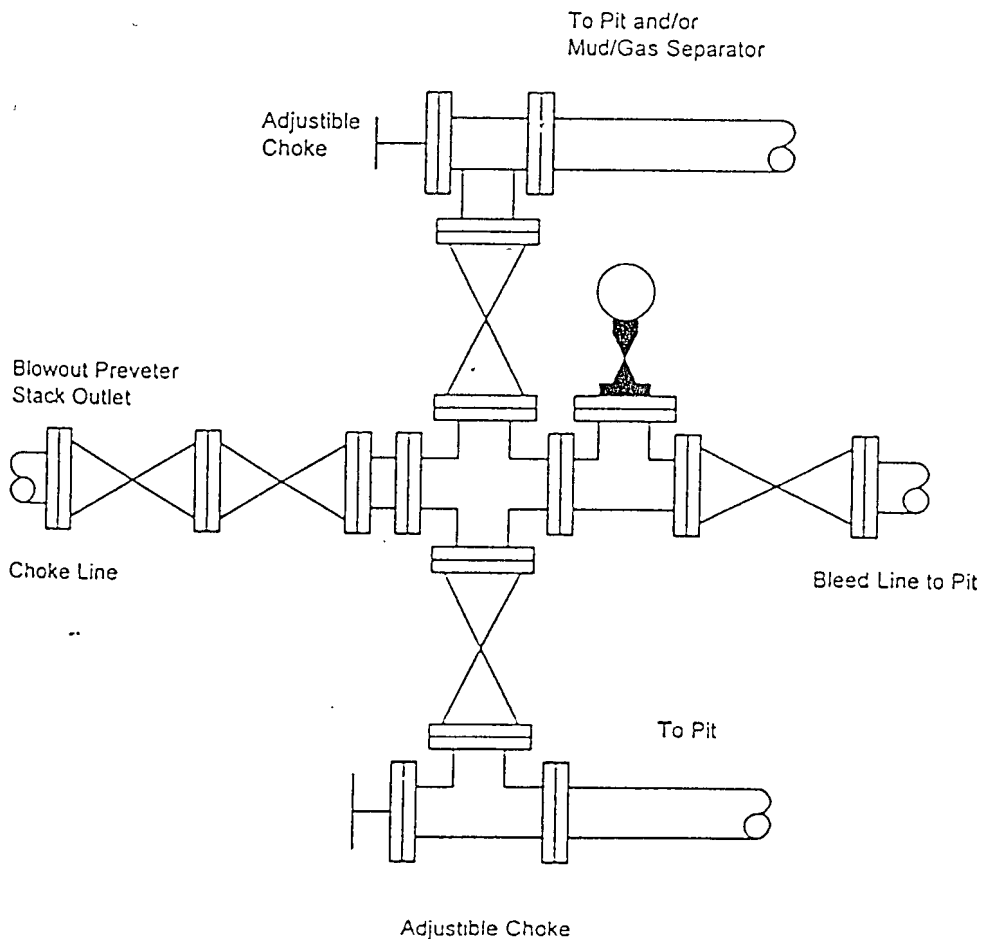 To Pit and/or
Mud/Gas Separator
Adjustible
Choke
Blowout Preveter
Stack Outlet
Choke Line
Bleed Line to Pit
To Pit
Adjustible Choke